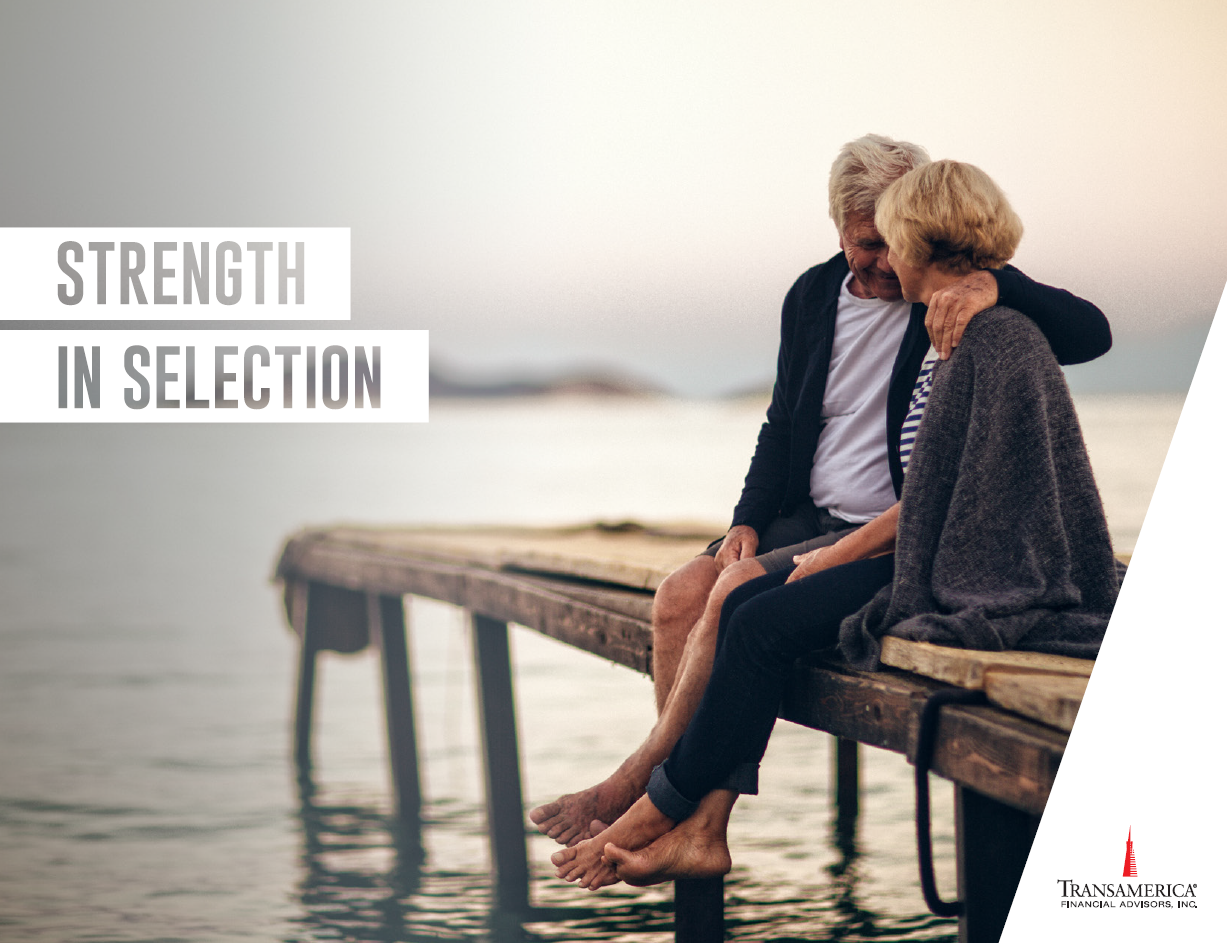 STRENGTH
IN SELECTION
TRANSAMERICA®
FINANCIAL ADVISORS, INC.